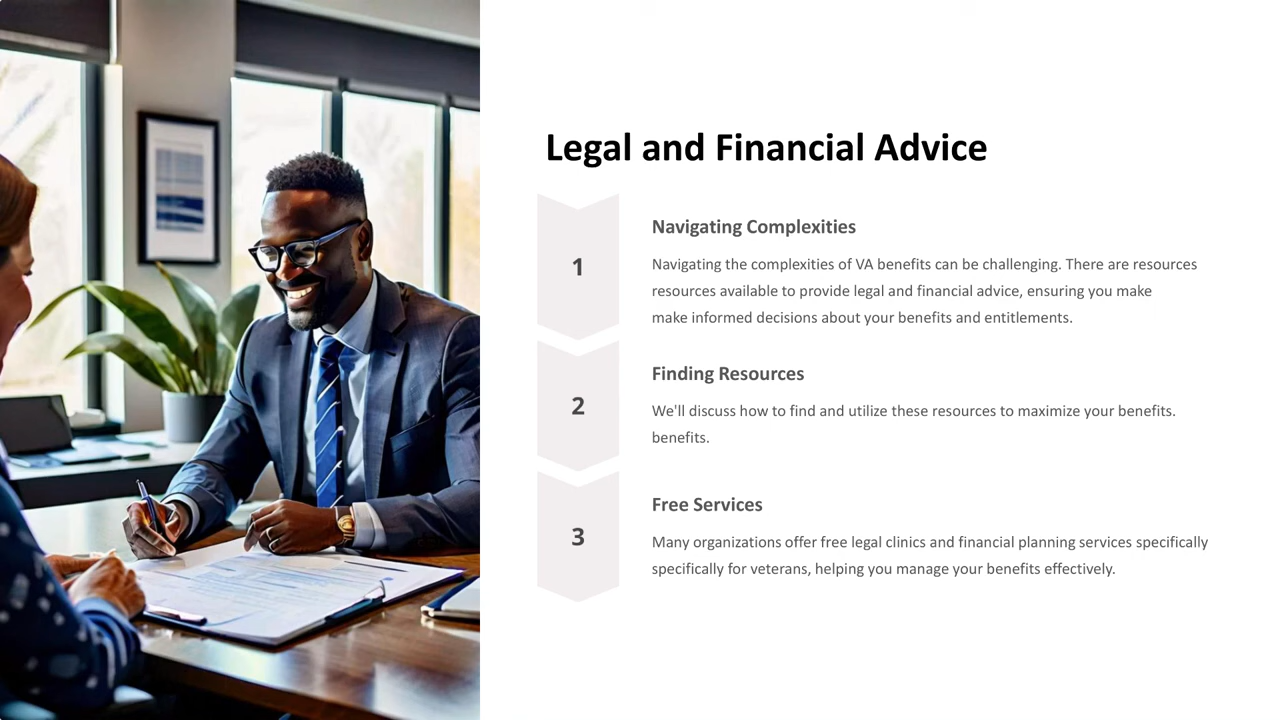 Legal and Financial Advice
1
Navigating Complexities
Navigating the complexities of VA benefits can be challenging. There are resources
resources available to provide legal and financial advice, ensuring you make
make informed decisions about your benefits and entitlements.
2
Finding Resources
We'll discuss how to find and utilize these resources to maximize your benefits.
benefits.
3
Free Services
Many organizations offer free legal clinics and financial planning services specifically
specifically for veterans, helping you manage your benefits effectively.